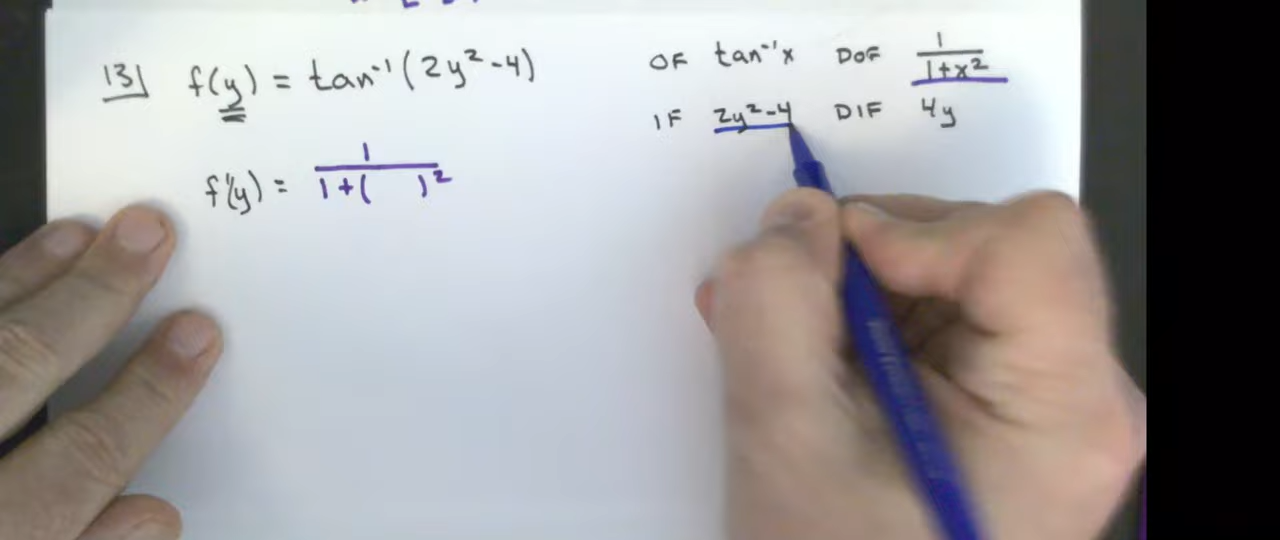 13) f(y) = tan⁻¹(2y²-4)
OF tan⁻¹x DOF 1/(1+x²)
IF 2y²-4 DIF 4y
f'(y) = 1/(1+( )²)